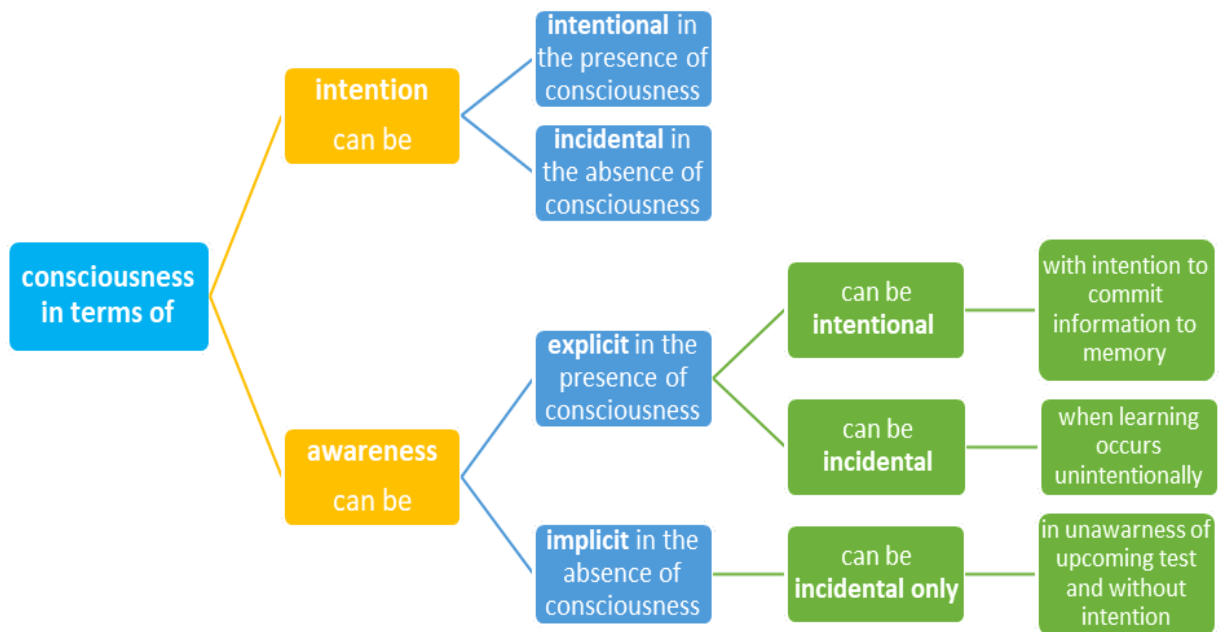 intentional in
the presence of
consciousness
intention
can be
incidental in
the absence of
consciousness
consciousness
in terms of
explicit in the
presence of
consciousness
can be
intentional
with intention to
commit
information to
memory
can be
incidental
when learning
occurs
unintentionally
awareness
can be
implicit in the
absence of
consciousness
can be
incidental only
in unawarness of
upcoming test
and without
intention